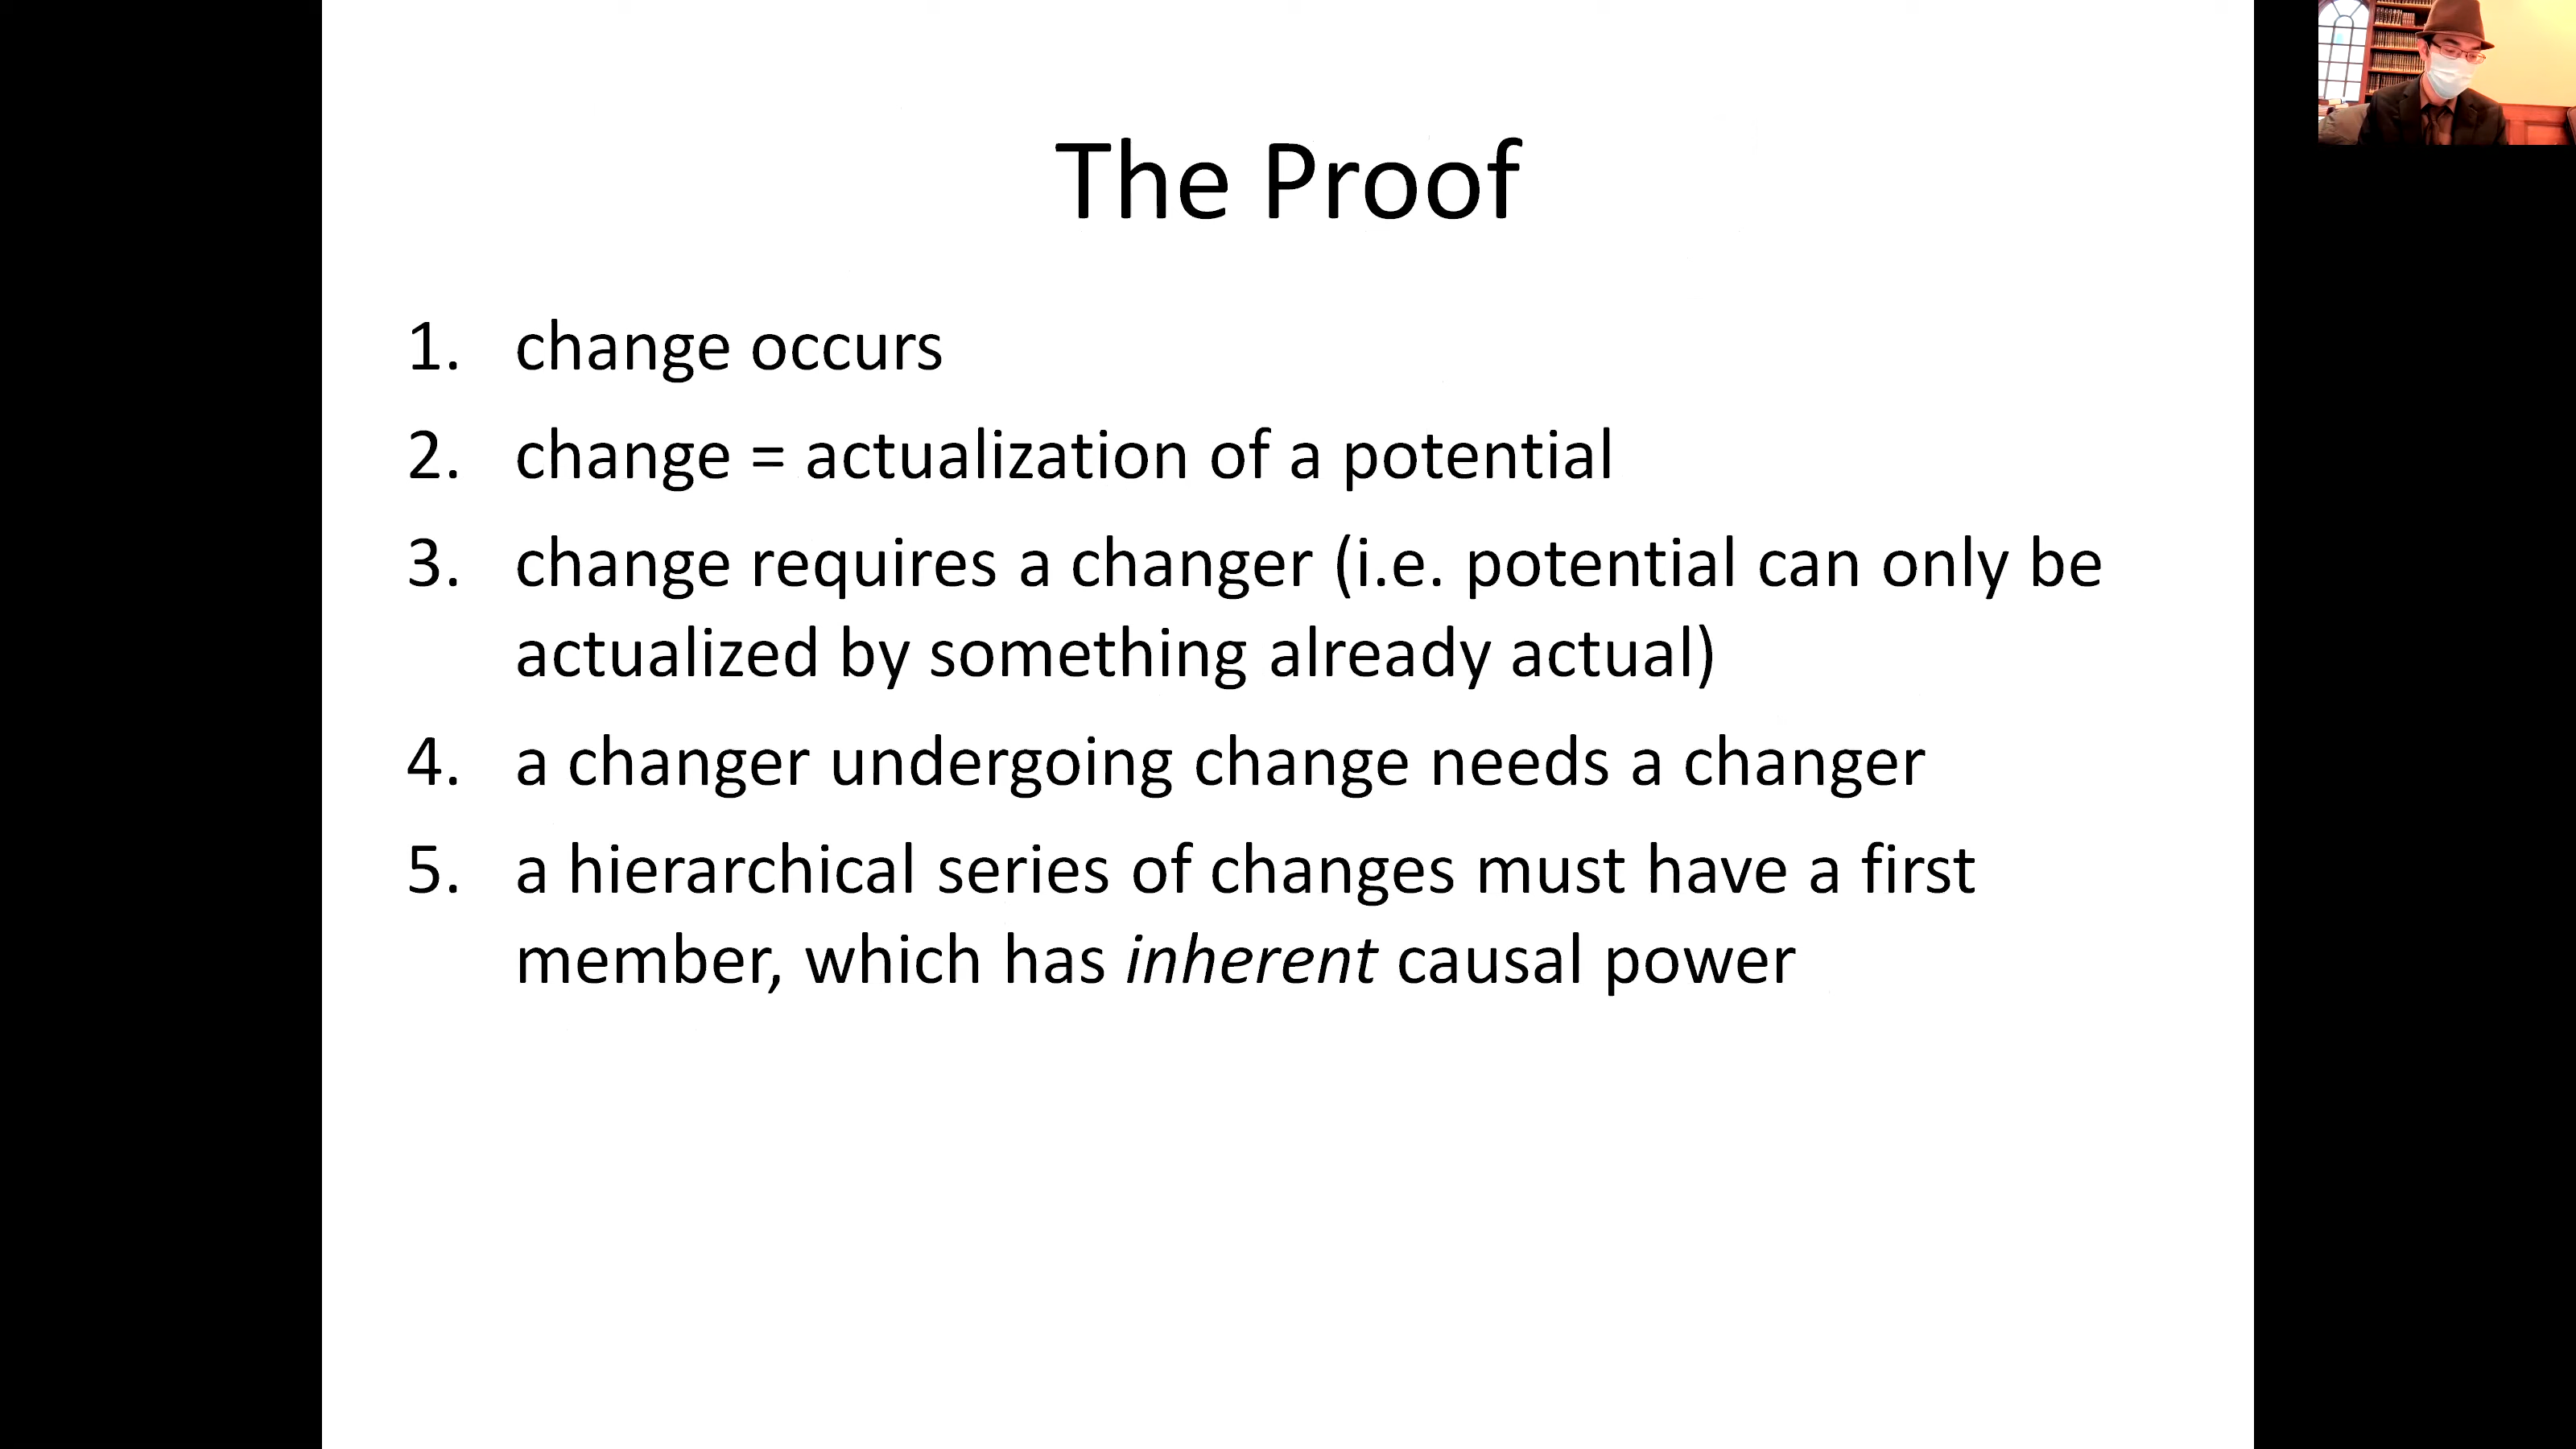 The Proof
1. change occurs
2. change = actualization of a potential
3. change requires a changer (i.e. potential can only be
actualized by something already actual)
4. a changer undergoing change needs a changer
5. a hierarchical series of changes must have a first
member, which has inherent causal power